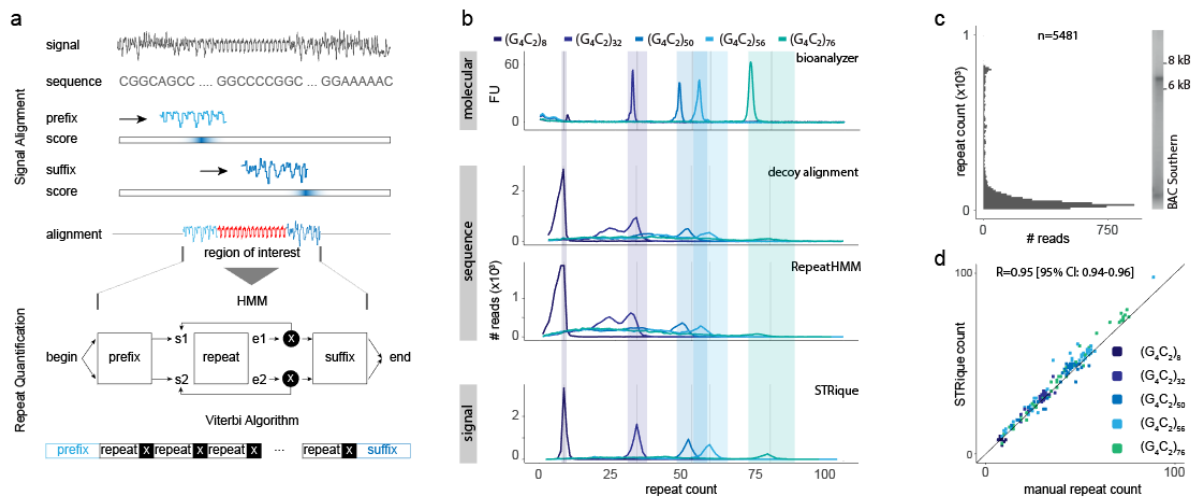 a
Signal Alignment
signal
sequence
CGGCAGCC .... GGCCCCGGC ... GGAAAAAC
prefix
score
suffix
score
alignment
region of interest
Repeat Quantification
HMM
begin
prefix
s1
repeat
e1
X
suffix
end
s2
e2
X
Viterbi Algorithm
prefix repeat X repeat X repeat X ... repeat X suffix
b
(G₄C₂)₈ (G₄C₂)₃₂ (G₄C₂)₅₀ (G₄C₂)₅₆ (G₄C₂)₇₆
molecular
bioanalyzer
FU
60
0
sequence
decoy alignment
2
0
RepeatHMM
# reads (x10³)
1
0
signal
STRique
2
0
0 25 50 75 100
repeat count
c
n=5481
repeat count (x10³)
1
0
0 750
# reads
8 kB
6 kB
BAC Southern
d
R=0.95 [95% CI: 0.94-0.96]
STRique count
100
0
(G₄C₂)₈
(G₄C₂)₃₂
(G₄C₂)₅₀
(G₄C₂)₅₆
(G₄C₂)₇₆
0 100
manual repeat count